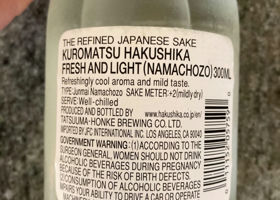 THE REFINED JAPANESE SAKE
KUROMATSU HAKUSHIKA
FRESH AND LIGHT (NAMACHOZO) 300ML
Refreshingly cool aroma and mild taste.
TYPE: Junmai Namachozo SAKE METER:+2(mildly dry)
SERVE: Well-chilled
PRODUCED AND BOTTLED BY www.hakushika.co.jp/en/
TATSUUMA-HONKE BREWING CO. LTD.
IMPORTED BY JFC INTERNATIONAL INC. LOS ANGELES, CA 90040
GOVERNMENT WARNING: (1)ACCORDING TO THE
SURGEON GENERAL, WOMEN SHOULD NOT DRINK
ALCOHOLIC BEVERAGES DURING PREGNANCY
BECAUSE OF THE RISK OF BIRTH DEFECTS.
CONSUMPTION OF ALCOHOLIC BEVERAGES
IMPAIRS YOUR ABILITY TO DRIVE A CAR OR OPERATE